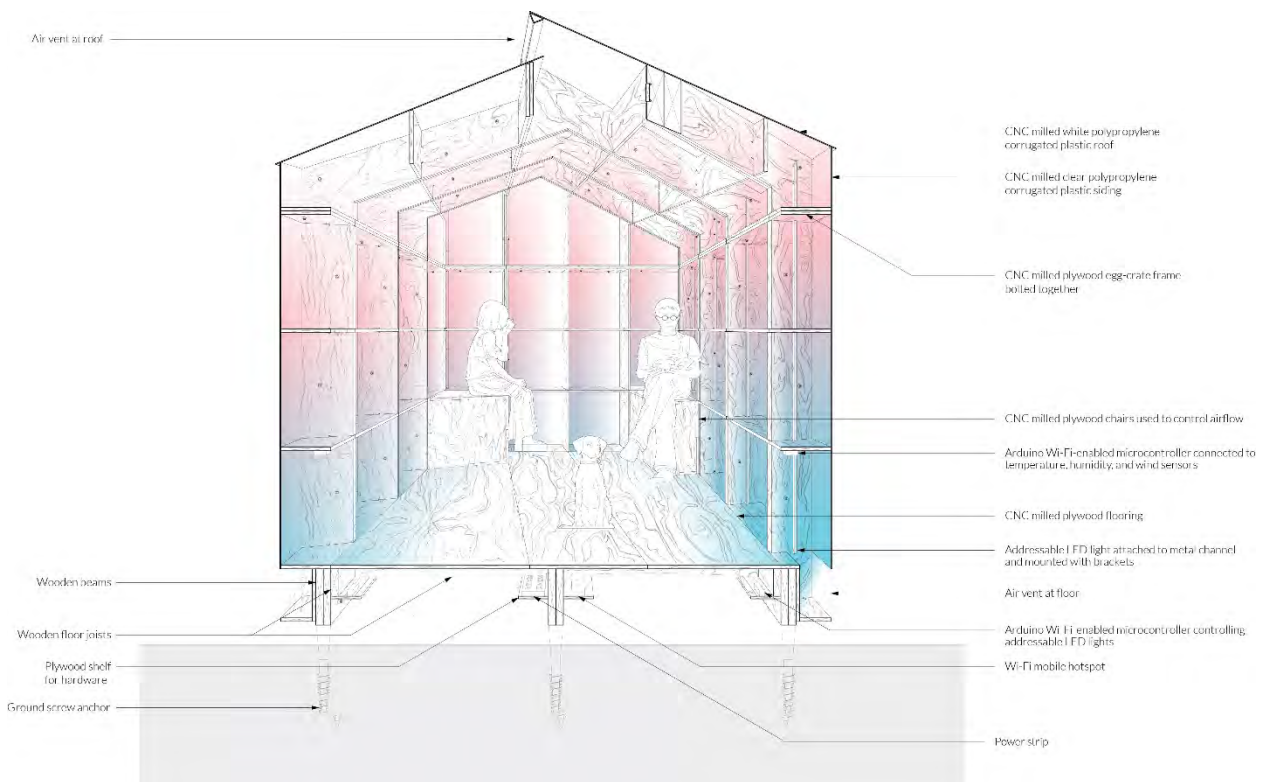 Air vent at roof
Wooden beams
Wooden floor joists
Plywood shelf
for hardware
Ground screw anchor
CNC milled white polypropylene
corrugated plastic roof
CNC milled clear polypropylene
corrugated plastic siding
CNC milled plywood egg-crate frame
bolted together
CNC milled plywood chairs used to control airflow
Arduino Wi-Fi-enabled microcontroller connected to
temperature, humidity, and wind sensors
CNC milled plywood flooring
Addressable LED light attached to metal channel
and mounted with brackets
Air vent at floor
Arduino Wi-Fi-enabled microcontroller controlling
addressable LED lights
Wi-Fi mobile hotspot
Power strip